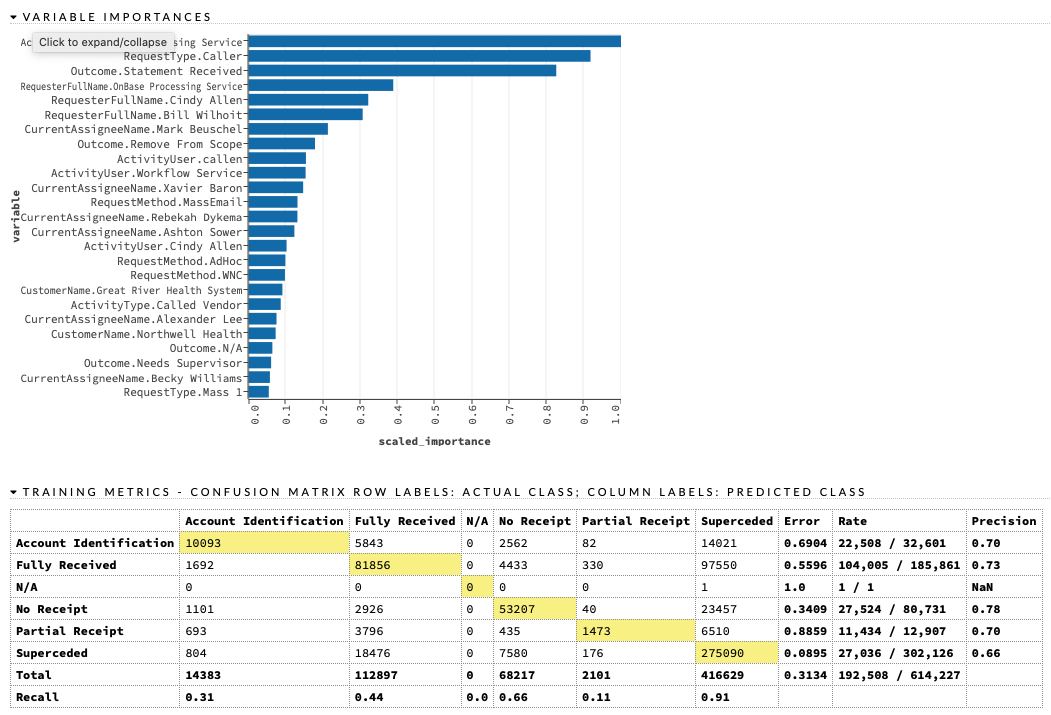 VARIABLE IMPORTANCES
Click to expand/collapse
Ac sing Service
RequestType.Caller
Outcome.Statement Received
RequesterFullName.OnBase Processing Service
RequesterFullName.Cindy Allen
RequesterFullName.Bill Wilhoit
CurrentAssigneeName.Mark Beuschel
Outcome.Remove From Scope
ActivityUser.callen
ActivityUser.Workflow Service
CurrentAssigneeName.Xavier Baron
RequestMethod.MassEmail
CurrentAssigneeName.Rebekah Dykema
CurrentAssigneeName.Ashton Sower
ActivityUser.Cindy Allen
RequestMethod.AdHoc
RequestMethod.WNC
CustomerName.Great River Health System
ActivityType.Called Vendor
CurrentAssigneeName.Alexander Lee
CustomerName.Northwell Health
Outcome.N/A
Outcome.Needs Supervisor
CurrentAssigneeName.Becky Williams
RequestType.Mass 1
variable
0.0 0.1 0.2 0.3 0.4 0.5 0.6 0.7 0.8 0.9 1.0
scaled_importance
TRAINING METRICS - CONFUSION MATRIX ROW LABELS: ACTUAL CLASS; COLUMN LABELS: PREDICTED CLASS
Account Identification Fully Received N/A No Receipt Partial Receipt Superceded Error Rate Precision
Account Identification 10093 5843 0 2562 82 14021 0.6904 22,508 / 32,601 0.70
Fully Received 1692 81856 0 4433 330 97550 0.5596 104,005 / 185,861 0.73
N/A 0 0 0 0 0 1 1.0 1 / 1 NaN
No Receipt 1101 2926 0 53207 40 23457 0.3409 27,524 / 80,731 0.78
Partial Receipt 693 3796 0 435 1473 6510 0.8859 11,434 / 12,907 0.70
Superceded 804 18476 0 7580 176 275090 0.0895 27,036 / 302,126 0.66
Total 14383 112897 0 68217 2101 416629 0.3134 192,508 / 614,227
Recall 0.31 0.44 0.0 0.66 0.11 0.91